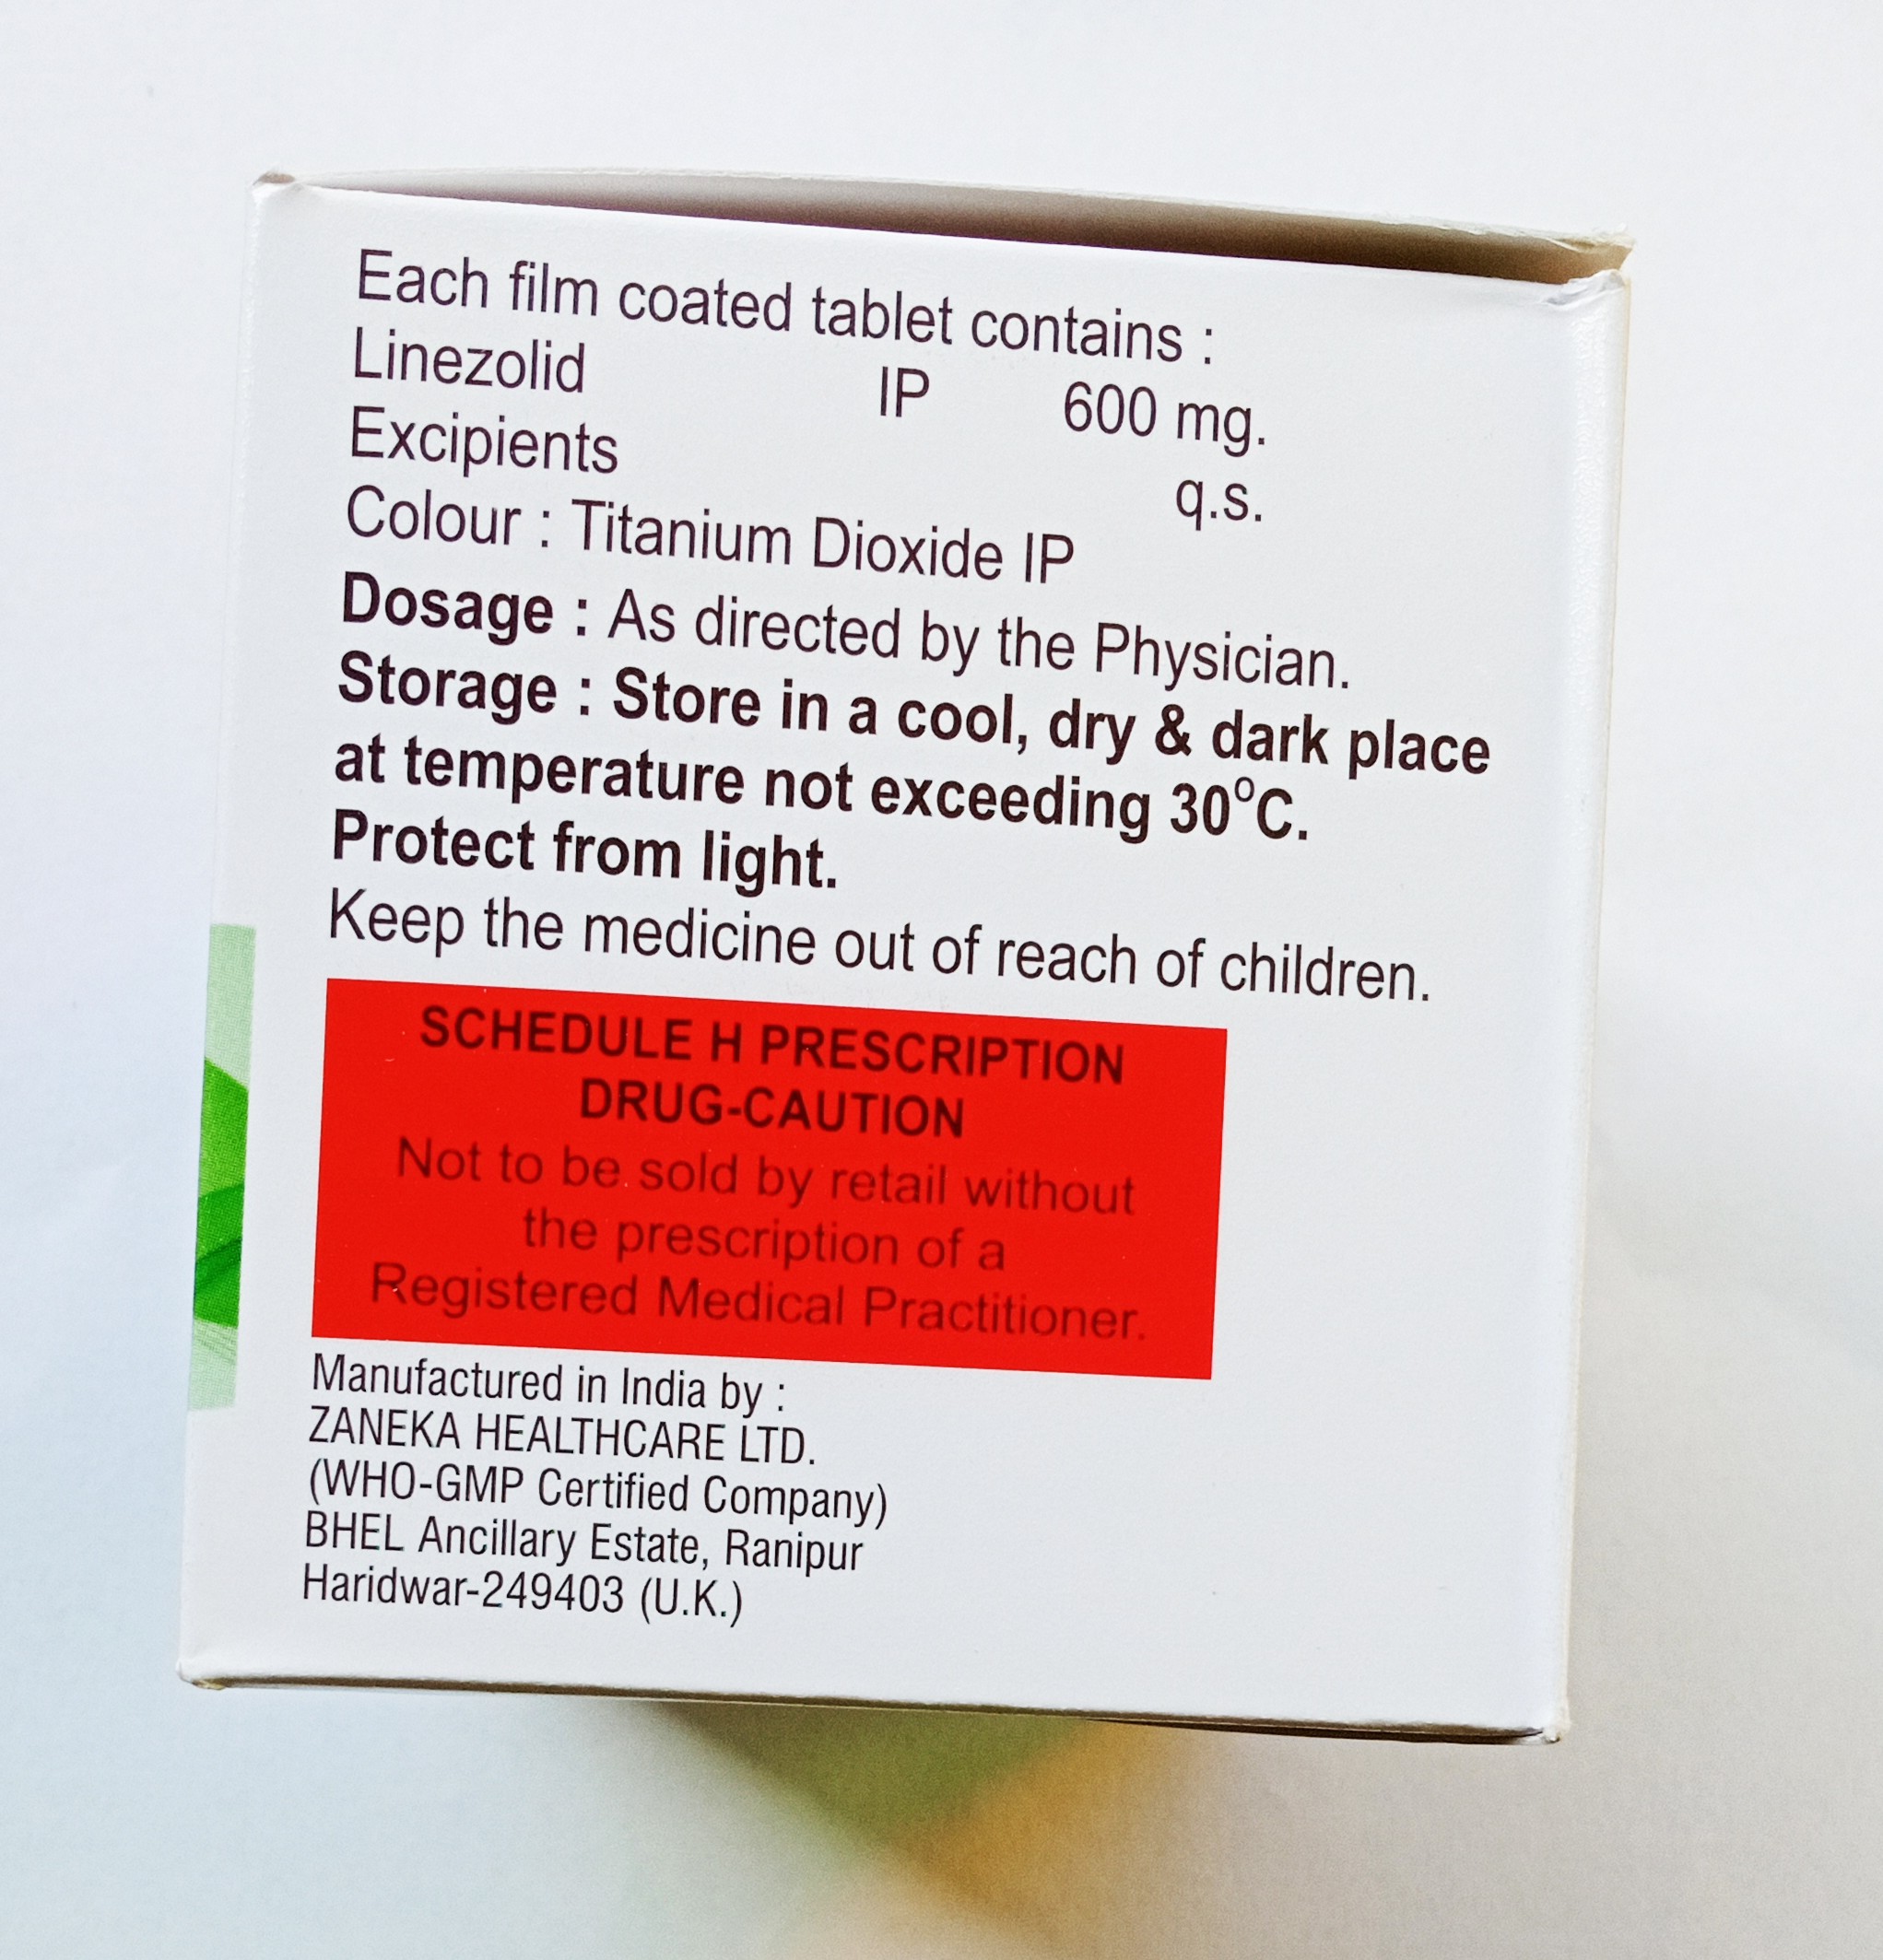 Each film coated tablet contains :
Linezolid IP 600 mg.
Excipients q.s.
Colour : Titanium Dioxide IP
Dosage : As directed by the Physician.
Storage : Store in a cool, dry & dark place
at temperature not exceeding 30°C.
Protect from light.
Keep the medicine out of reach of children.
SCHEDULE H PRESCRIPTION
DRUG-CAUTION
Not to be sold by retail without
the prescription of a
Registered Medical Practitioner.
Manufactured in India by :
ZANEKA HEALTHCARE LTD.
(WHO-GMP Certified Company)
BHEL Ancillary Estate, Ranipur
Haridwar-249403 (U.K.)